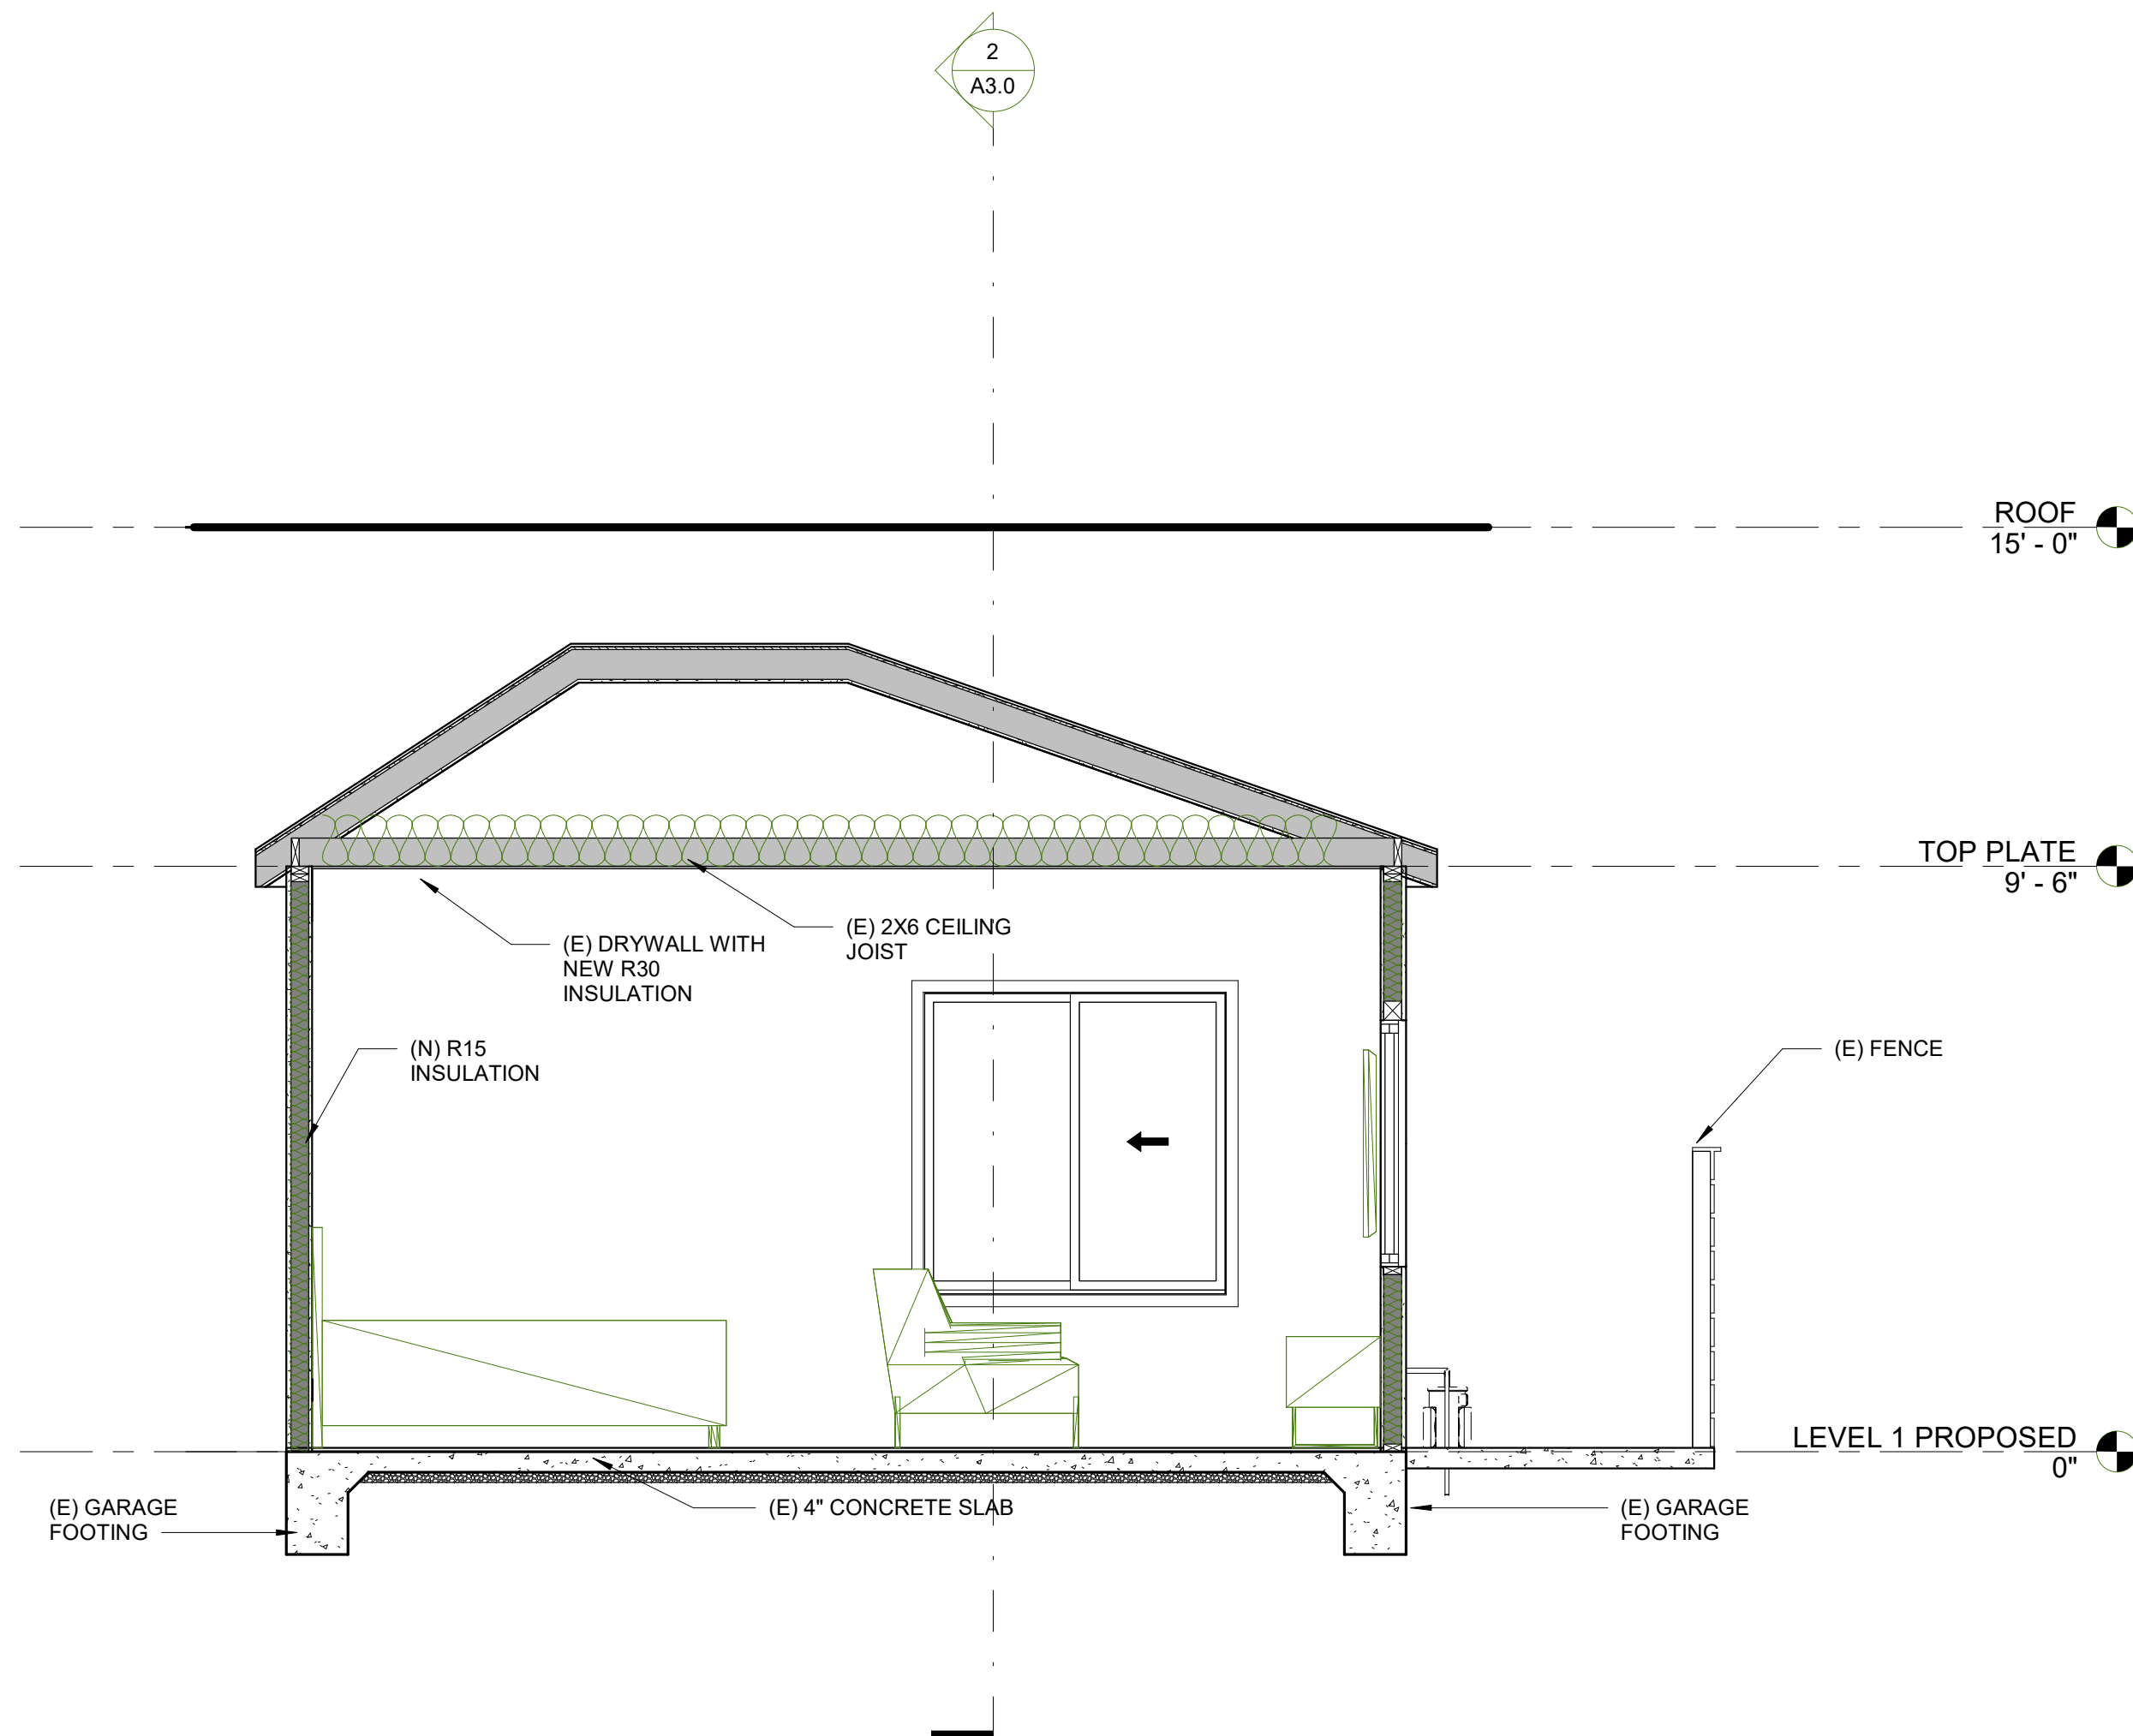 2
A3.0
ROOF
15' - 0"
TOP PLATE
9' - 6"
(E) 2X6 CEILING
JOIST
(E) DRYWALL WITH
NEW R30
INSULATION
(N) R15
INSULATION
(E) FENCE
LEVEL 1 PROPOSED
0"
(E) GARAGE
FOOTING
(E) 4" CONCRETE SLAB
(E) GARAGE
FOOTING